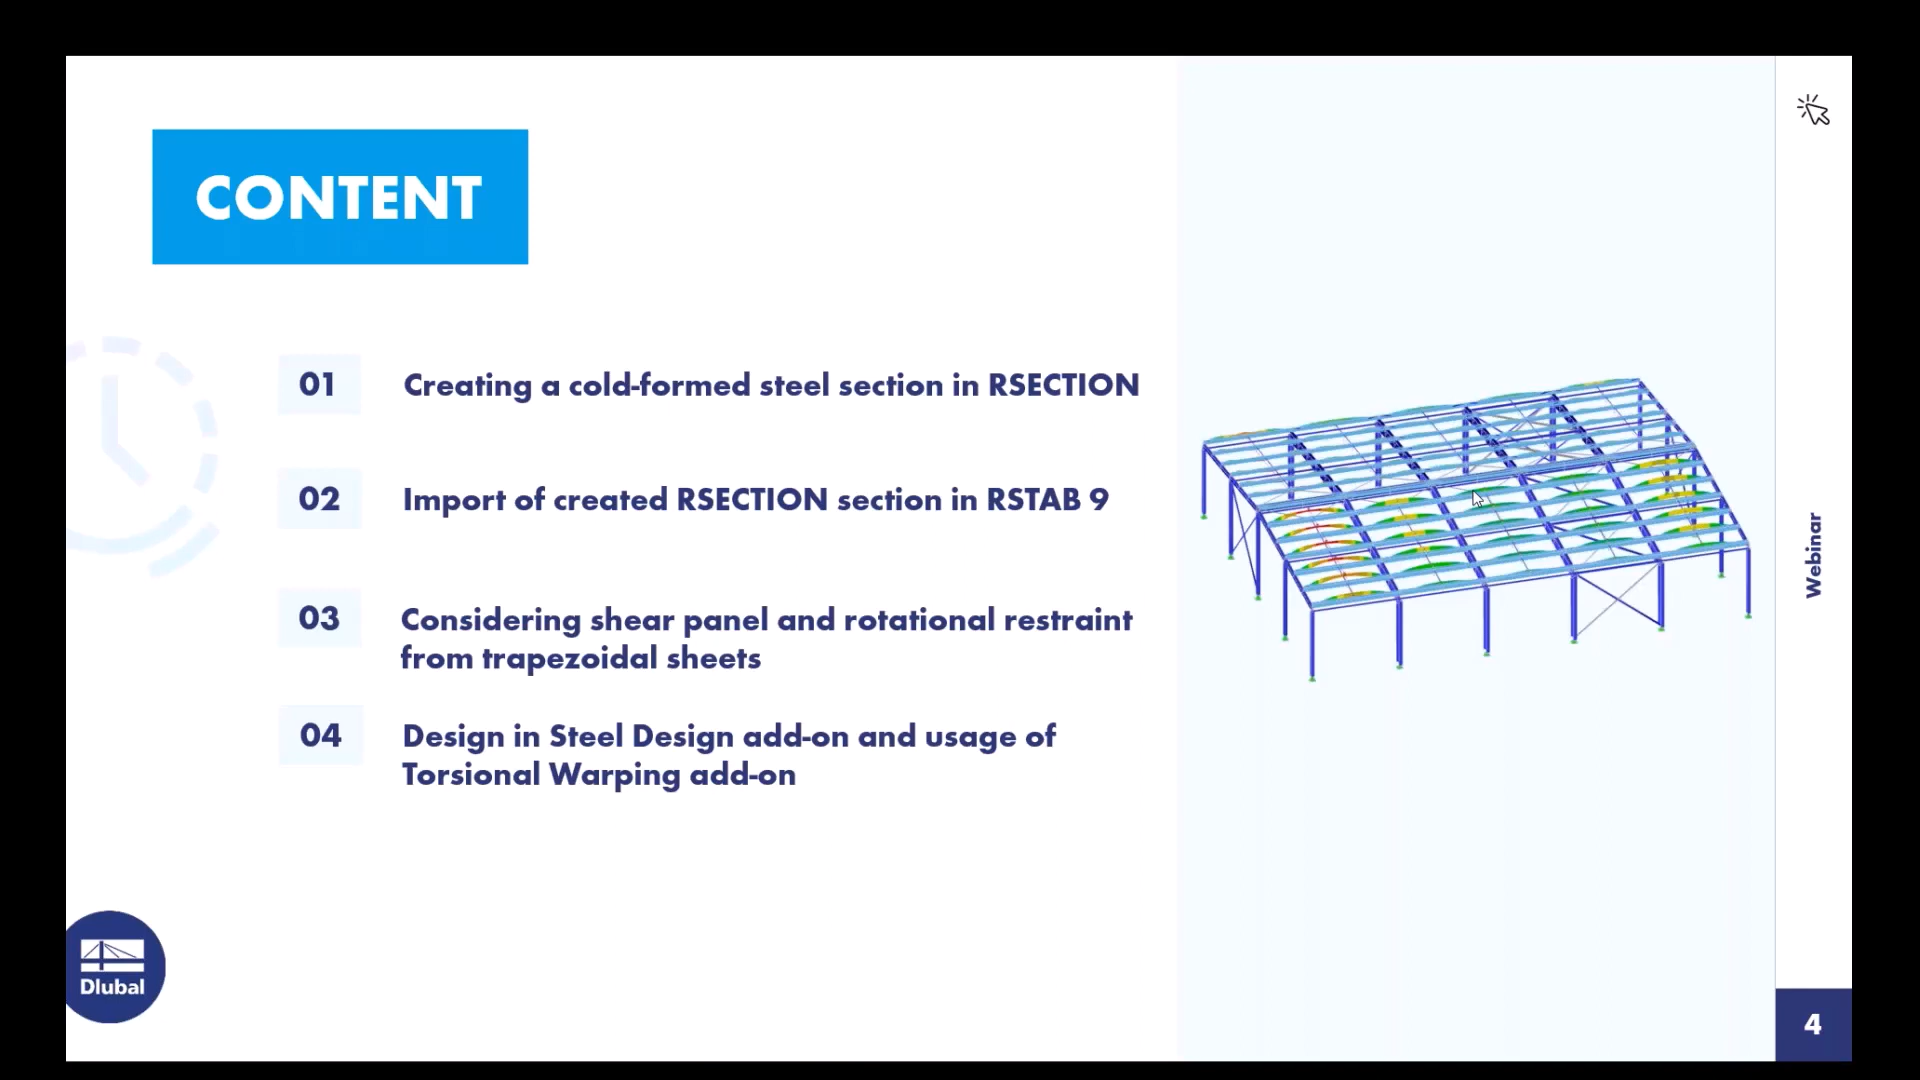 CONTENT
01
Creating a cold-formed steel section in RSECTION
02
Import of created RSECTION section in RSTAB 9
03
Considering shear panel and rotational restraint
from trapezoidal sheets
04
Design in Steel Design add-on and usage of
Torsional Warping add-on
Webinar
Dlubal
4